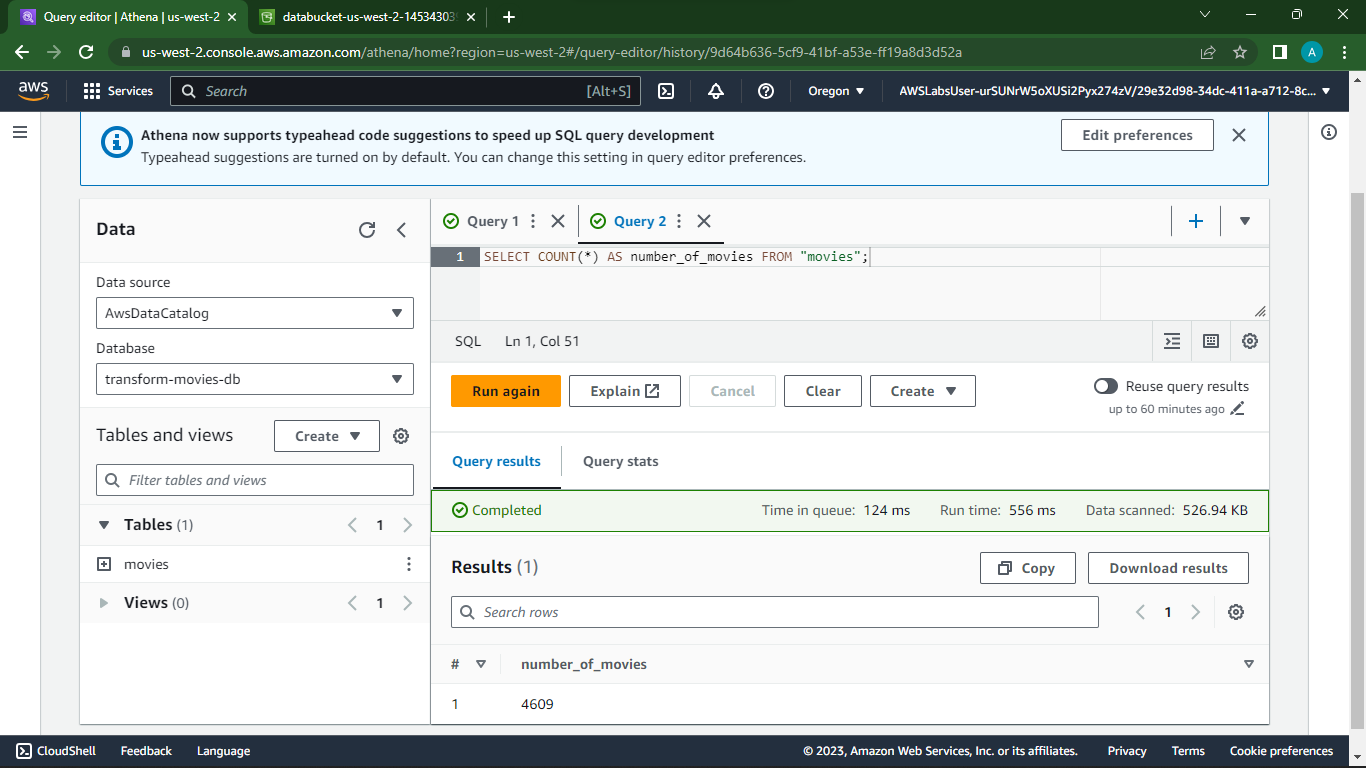 Query editor | Athena | us-west-2
databucket-us-west-2-145343039
us-west-2.console.aws.amazon.com/athena/home?region=us-west-2#/query-editor/history/9d64b636-5cf9-41bf-a53e-ff19a8d3d52a
A
aws
Services
Search
[Alt+S]
Oregon
AWSLabsUser-urSUNrW5oXUSi2Pyx274zV/29e32d98-34dc-411a-a712-8c...
Athena now supports typeahead code suggestions to speed up SQL query development
Typeahead suggestions are turned on by default. You can change this setting in query editor preferences.
Edit preferences
Data
Data source
AwsDataCatalog
Database
transform-movies-db
Tables and views
Create
Filter tables and views
Tables (1)
1
movies
Views (0)
1
Query 1
Query 2
1
SELECT COUNT(*) AS number_of_movies FROM "movies";
SQL
Ln 1, Col 51
Run again
Explain
Cancel
Clear
Create
Reuse query results
up to 60 minutes ago
Query results
Query stats
Completed
Time in queue: 124 ms
Run time: 556 ms
Data scanned: 526.94 KB
Results (1)
Copy
Download results
Search rows
1
#
number_of_movies
1
4609
CloudShell
Feedback
Language
© 2023, Amazon Web Services, Inc. or its affiliates.
Privacy
Terms
Cookie preferences